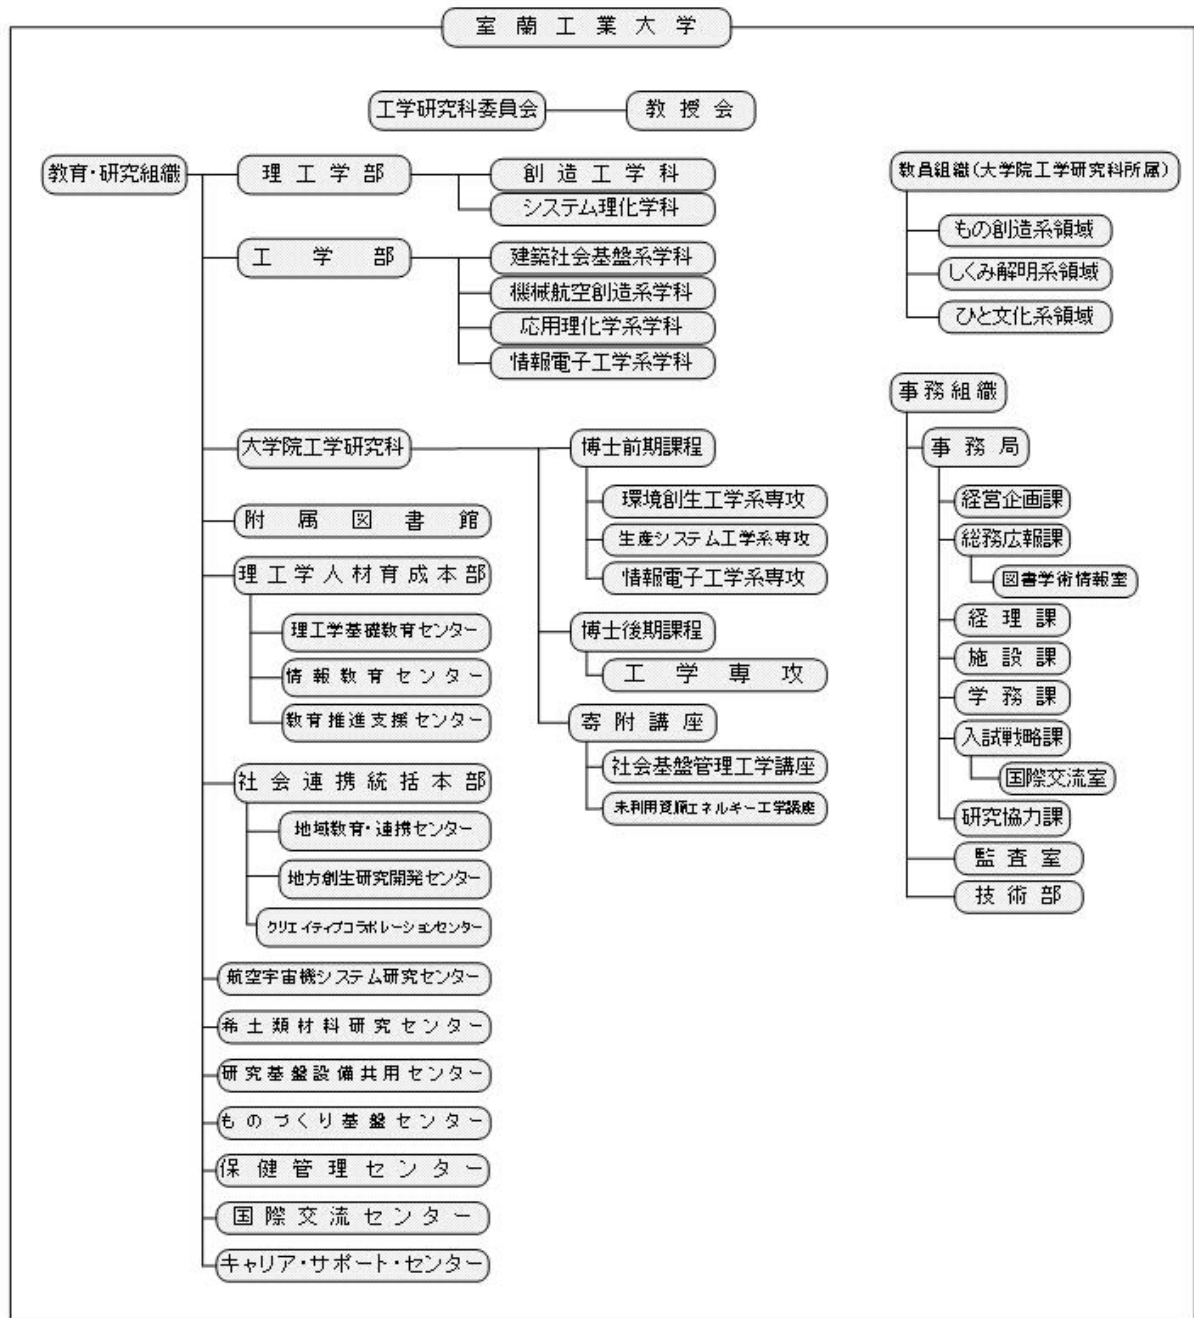 室蘭工業大学
工学研究科委員会
教授会
教育・研究組織
理工学部
創造工学科
システム理化学科
工学部
建築社会基盤系学科
機械航空創造系学科
応用理化学系学科
情報電子工学系学科
大学院工学研究科
博士前期課程
環境創生工学系専攻
生産システム工学系専攻
情報電子工学系専攻
博士後期課程
工学専攻
寄附講座
社会基盤管理工学講座
未利用資源エネルギー工学講座
附属図書館
理工学人材育成本部
理工学基礎教育センター
情報教育センター
教育推進支援センター
社会連携統括本部
地域教育・連携センター
地方創生研究開発センター
クリエイティブコラボレーションセンター
航空宇宙機システム研究センター
希土類材料研究センター
研究基盤設備共用センター
ものづくり基盤センター
保健管理センター
国際交流センター
キャリア・サポート・センター
教員組織(大学院工学研究科所属)
もの創造系領域
しくみ解明系領域
ひと文化系領域
事務組織
事務局
経営企画課
総務広報課
図書学術情報室
経理課
施設課
学務課
入試戦略課
国際交流室
研究協力課
監査室
技術部